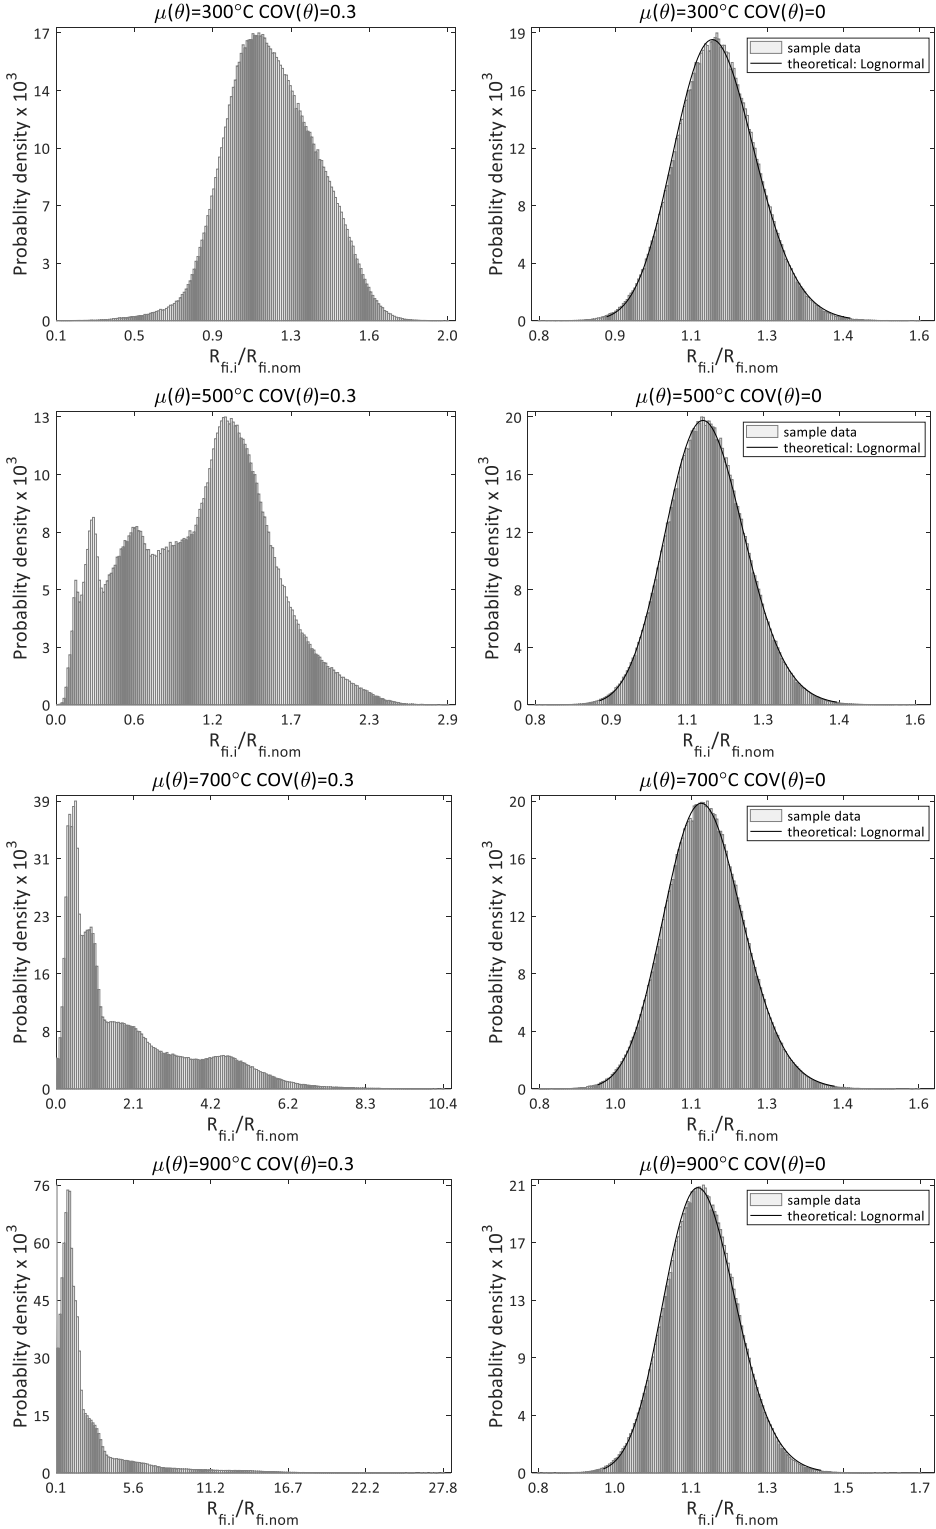 μ(θ)=300°C COV(θ)=0.3
Probablity density x 10³
17
14
10
7
3
0
0.1 0.5 0.9 1.3 1.6 2.0
R_fi.i/R_fi.nom
μ(θ)=300°C COV(θ)=0
sample data
theoretical: Lognormal
Probablity density x 10³
19
16
12
8
4
0
0.8 0.9 1.1 1.3 1.4 1.6
R_fi.i/R_fi.nom
μ(θ)=500°C COV(θ)=0.3
Probablity density x 10³
13
10
8
5
3
0
0.0 0.6 1.2 1.7 2.3 2.9
R_fi.i/R_fi.nom
μ(θ)=500°C COV(θ)=0
sample data
theoretical: Lognormal
Probablity density x 10³
20
16
12
8
4
0
0.8 0.9 1.1 1.3 1.4 1.6
R_fi.i/R_fi.nom
μ(θ)=700°C COV(θ)=0.3
Probablity density x 10³
39
31
23
16
8
0
0.0 2.1 4.2 6.2 8.3 10.4
R_fi.i/R_fi.nom
μ(θ)=700°C COV(θ)=0
sample data
theoretical: Lognormal
Probablity density x 10³
20
16
12
8
4
0
0.8 1.0 1.1 1.3 1.4 1.6
R_fi.i/R_fi.nom
μ(θ)=900°C COV(θ)=0.3
Probablity density x 10³
76
60
45
30
15
0
0.1 5.6 11.2 16.7 22.2 27.8
R_fi.i/R_fi.nom
μ(θ)=900°C COV(θ)=0
sample data
theoretical: Lognormal
Probablity density x 10³
21
17
13
9
4
0
0.8 1.0 1.1 1.3 1.5 1.7
R_fi.i/R_fi.nom